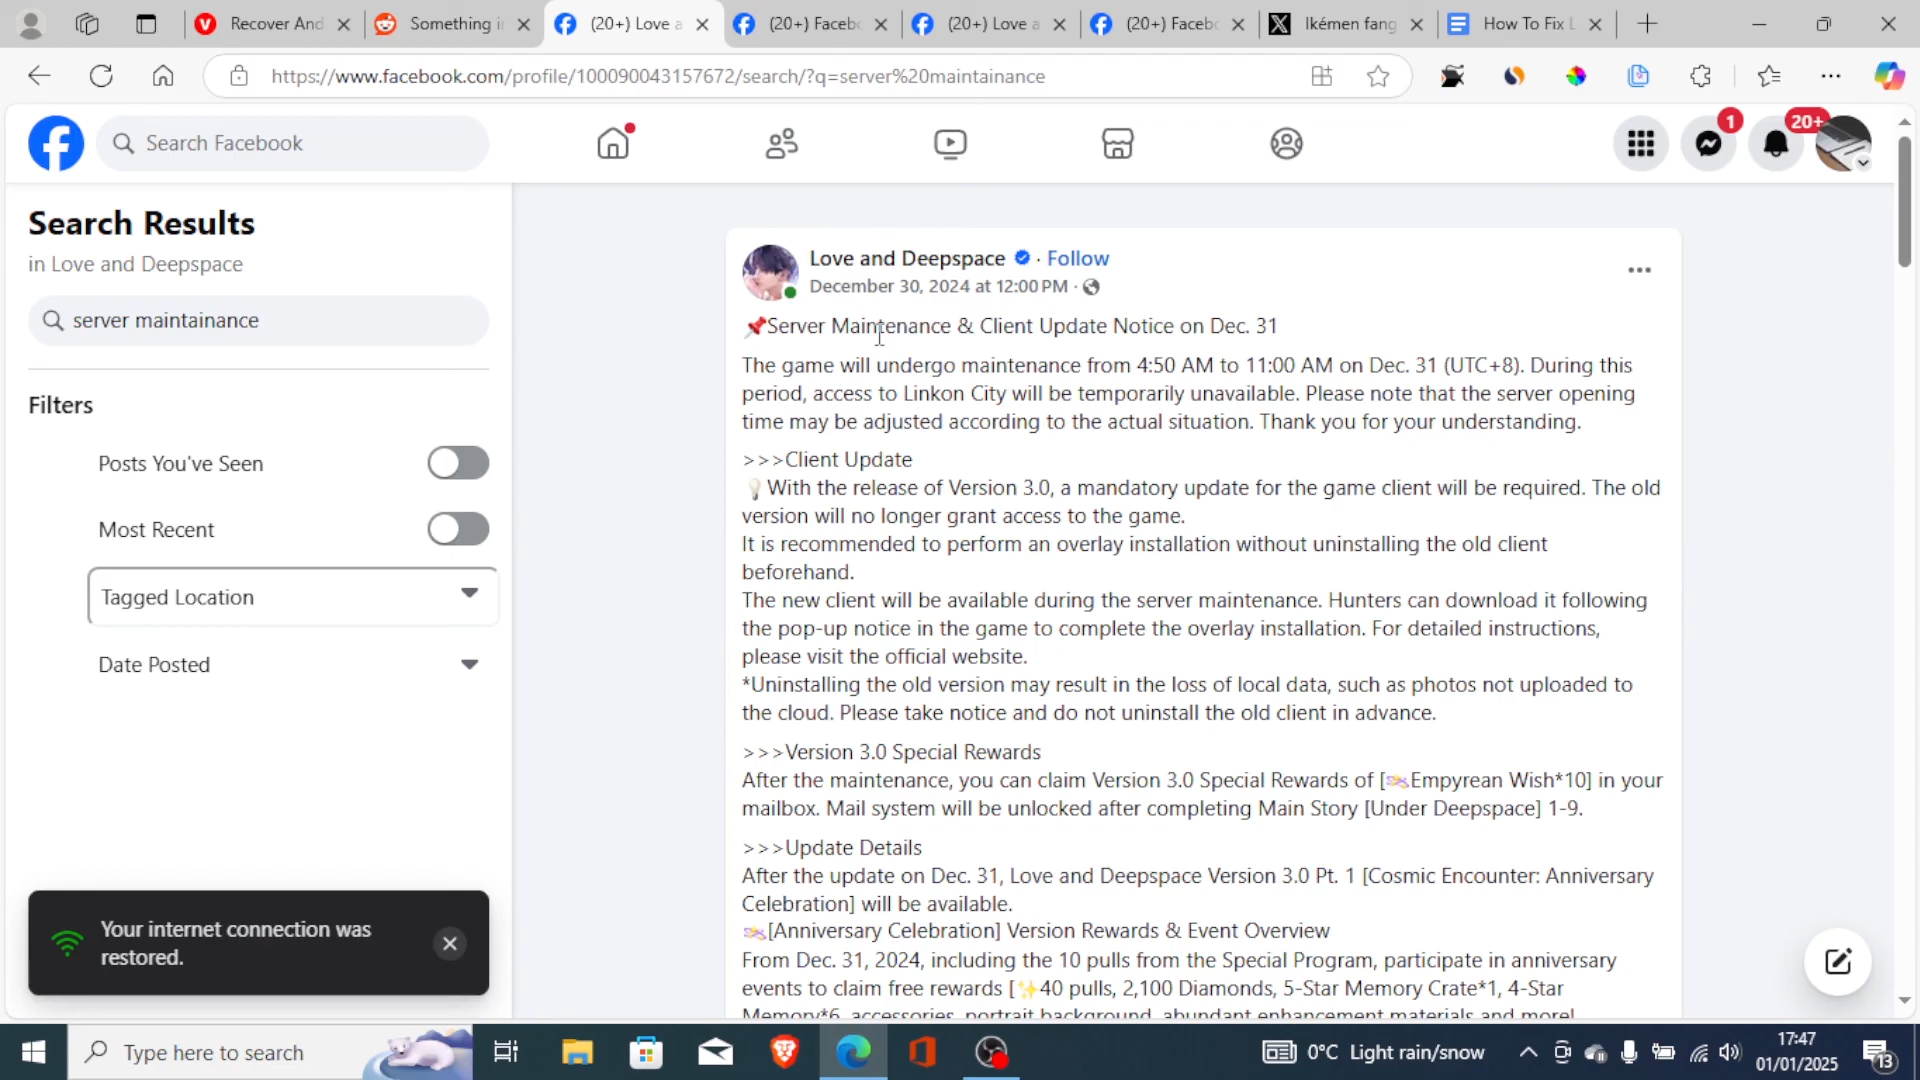 Recover And
Something i
(20+) Love a
(20+) Faceb
(20+) Love a
(20+) Faceb
Ikémen fang
How To Fix L
https://www.facebook.com/profile/100090043157672/search/?q=server%20maintainance
Search Facebook
1
20+
Search Results
in Love and Deepspace
server maintainance
Filters
Posts You've Seen
Most Recent
Tagged Location
Date Posted
Your internet connection was
restored.
Love and Deepspace · Follow
December 30, 2024 at 12:00 PM ·
📌Server Maintenance & Client Update Notice on Dec. 31
The game will undergo maintenance from 4:50 AM to 11:00 AM on Dec. 31 (UTC+8). During this
period, access to Linkon City will be temporarily unavailable. Please note that the server opening
time may be adjusted according to the actual situation. Thank you for your understanding.
>>>Client Update
💡With the release of Version 3.0, a mandatory update for the game client will be required. The old
version will no longer grant access to the game.
It is recommended to perform an overlay installation without uninstalling the old client
beforehand.
The new client will be available during the server maintenance. Hunters can download it following
the pop-up notice in the game to complete the overlay installation. For detailed instructions,
please visit the official website.
*Uninstalling the old version may result in the loss of local data, such as photos not uploaded to
the cloud. Please take notice and do not uninstall the old client in advance.
>>>Version 3.0 Special Rewards
After the maintenance, you can claim Version 3.0 Special Rewards of [🍬Empyrean Wish*10] in your
mailbox. Mail system will be unlocked after completing Main Story [Under Deepspace] 1-9.
>>>Update Details
After the update on Dec. 31, Love and Deepspace Version 3.0 Pt. 1 [Cosmic Encounter: Anniversary
Celebration] will be available.
🍬[Anniversary Celebration] Version Rewards & Event Overview
From Dec. 31, 2024, including the 10 pulls from the Special Program, participate in anniversary
events to claim free rewards [✨40 pulls, 2,100 Diamonds, 5-Star Memory Crate*1, 4-Star
Memory*6, accessories, portrait background, abundant enhancement materials and more]
Type here to search
0°C Light rain/snow
17:47
01/01/2025
13